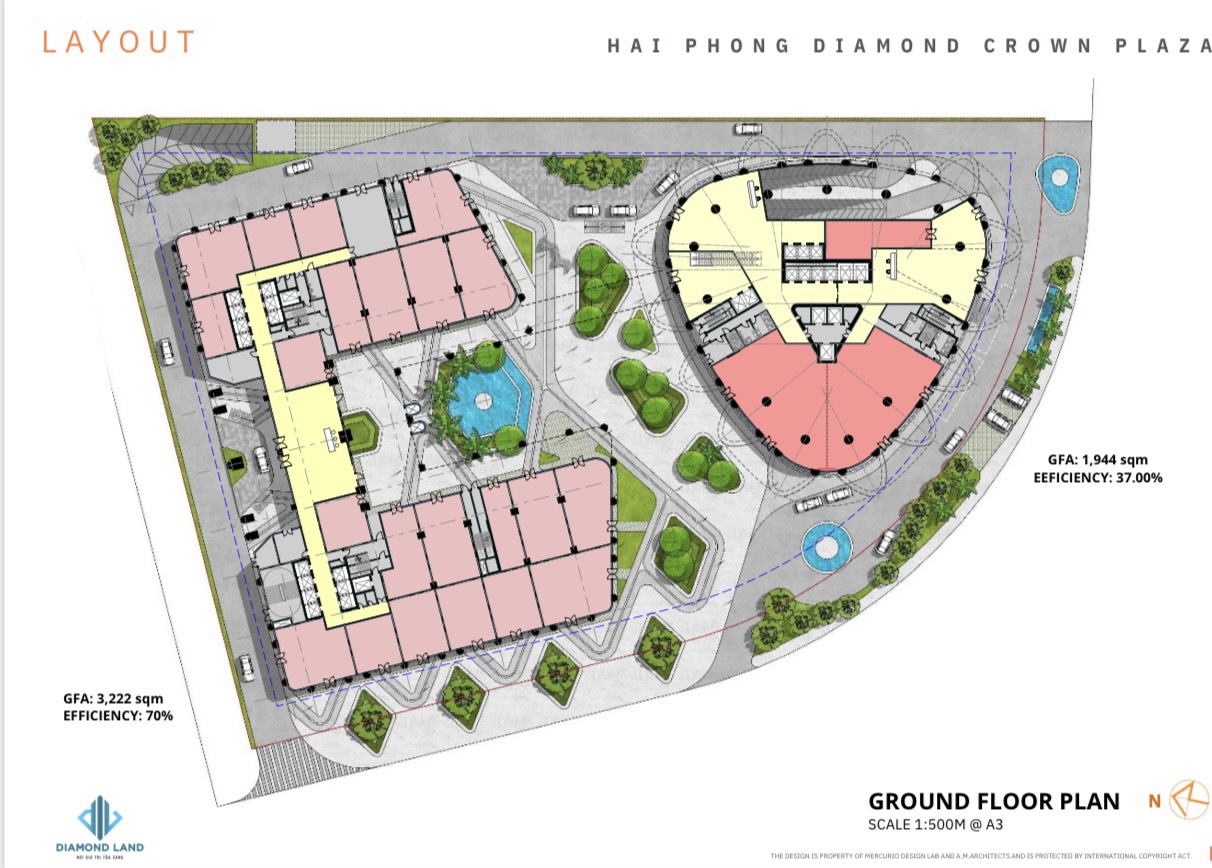 LAYOUT
HAI PHONG DIAMOND CROWN PLAZA
GFA: 1,944 sqm
EEFICIENCY: 37.00%
GFA: 3,222 sqm
EFFICIENCY: 70%
GROUND FLOOR PLAN
N
SCALE 1:500M @ A3
DIAMOND LAND
THE DESIGN IS PROPERTY OF MERCURIO DESIGN LAB AND A.M.ARCHITECTS AND IS PROTECTED BY INTERNATIONAL COPYRIGHT ACT.